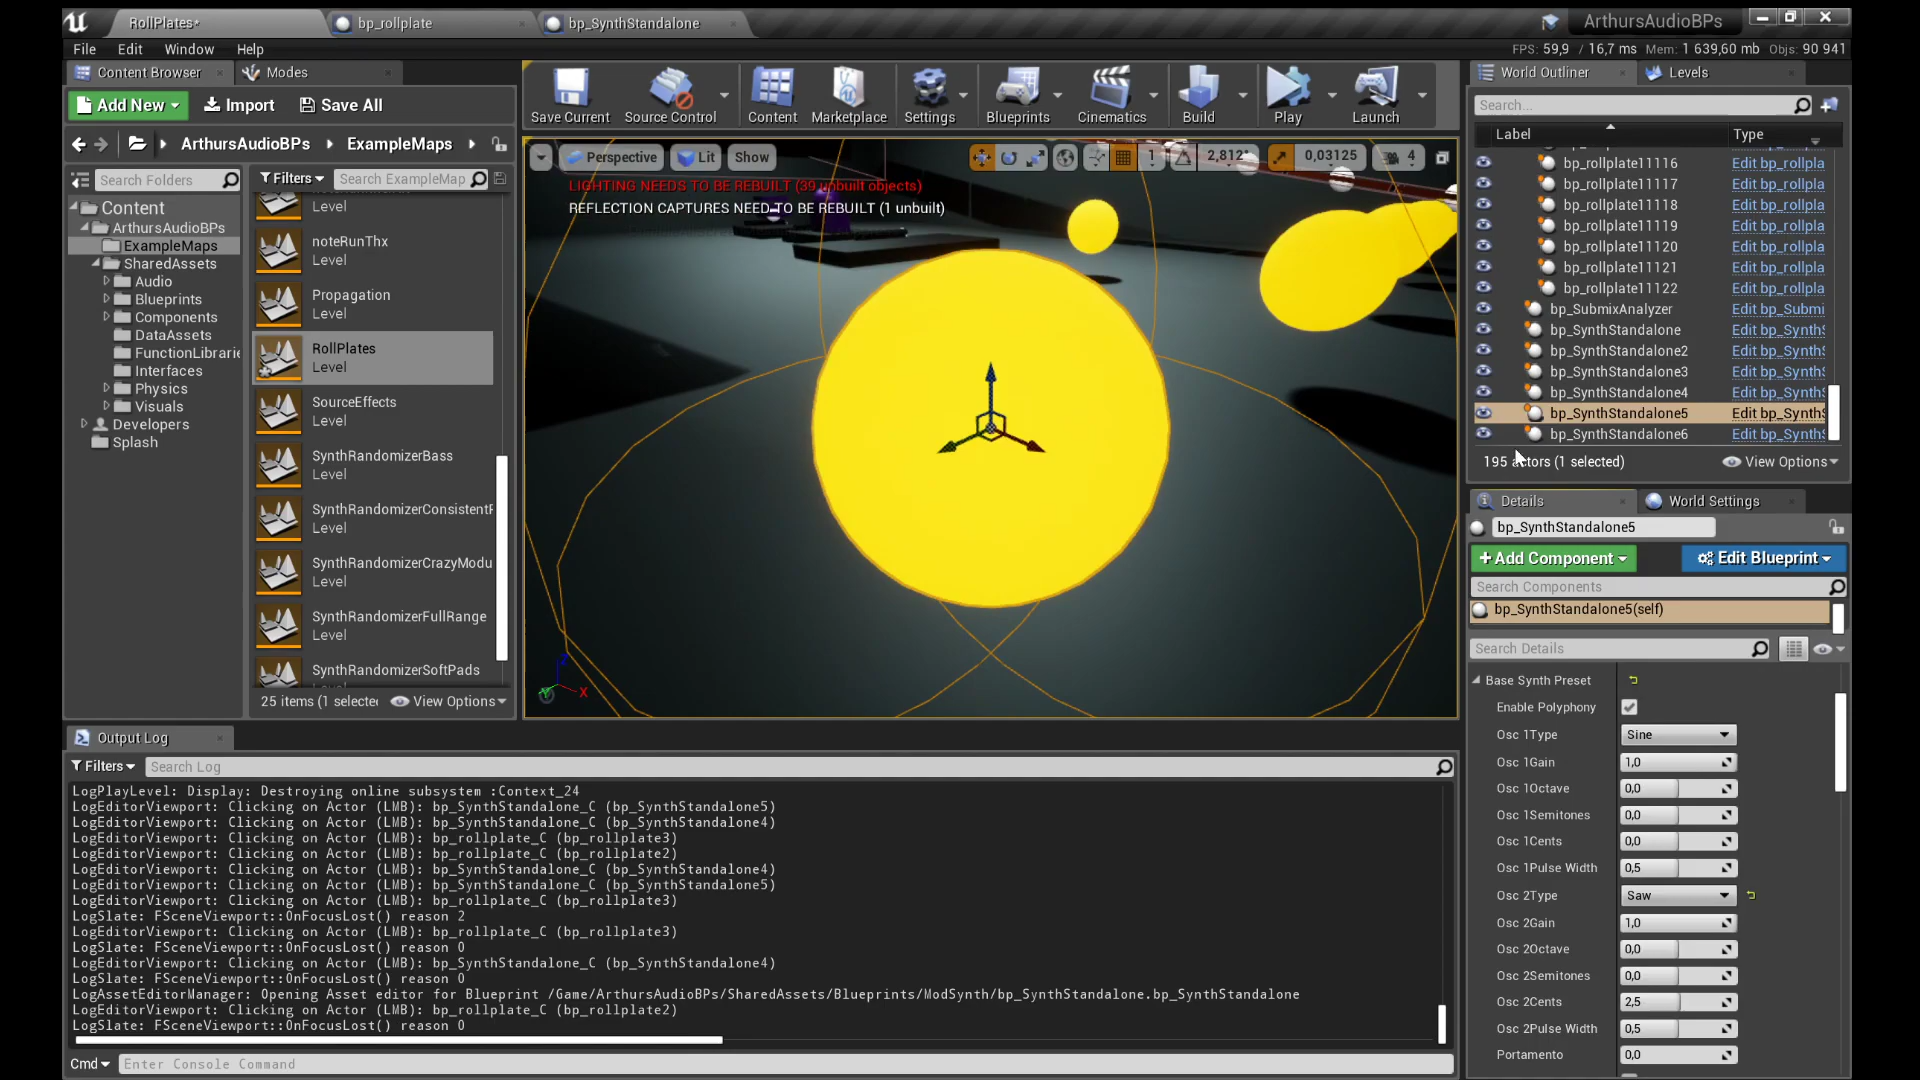 RollPlates*
bp_rollplate
bp_SynthStandalone
ArthursAudioBPs
File Edit Window Help
FPS: 59,9 / 16,7 ms Mem: 1 639,60 mb Objs: 90 941
Content Browser
Modes
Add New
Import
Save All
ArthursAudioBPs
ExampleMaps
Search Folders
Filters
Search ExampleMap
Content
ArthursAudioBPs
ExampleMaps
SharedAssets
Audio
Blueprints
Components
DataAssets
FunctionLibrarie
Interfaces
Physics
Visuals
Developers
Splash
Level
noteRunThx
Level
Propagation
Level
RollPlates
Level
SourceEffects
Level
SynthRandomizerBass
Level
SynthRandomizerConsistentF
Level
SynthRandomizerCrazyModu
Level
SynthRandomizerFullRange
Level
SynthRandomizerSoftPads
25 items (1 selectec
View Options
Save Current
Source Control
Content
Marketplace
Settings
Blueprints
Cinematics
Build
Play
Launch
Perspective
Lit
Show
2,812°
0,03125
4
LIGHTING NEEDS TO BE REBUILT (39 unbuilt objects)
REFLECTION CAPTURES NEED TO BE REBUILT (1 unbuilt)
Z
Y
X
World Outliner
Levels
Search...
Label
Type
bp_rollplate11116 Edit bp_rollpla
bp_rollplate11117 Edit bp_rollpla
bp_rollplate11118 Edit bp_rollpla
bp_rollplate11119 Edit bp_rollpla
bp_rollplate11120 Edit bp_rollpla
bp_rollplate11121 Edit bp_rollpla
bp_rollplate11122 Edit bp_rollpla
bp_SubmixAnalyzer Edit bp_Submi
bp_SynthStandalone Edit bp_SynthS
bp_SynthStandalone2 Edit bp_SynthS
bp_SynthStandalone3 Edit bp_SynthS
bp_SynthStandalone4 Edit bp_SynthS
bp_SynthStandalone5 Edit bp_SynthS
bp_SynthStandalone6 Edit bp_SynthS
195 actors (1 selected)
View Options
Details
World Settings
bp_SynthStandalone5
+Add Component
Edit Blueprint
Search Components
bp_SynthStandalone5(self)
Search Details
Base Synth Preset
Enable Polyphony
Osc 1Type Sine
Osc 1Gain 1,0
Osc 1Octave 0,0
Osc 1Semitones 0,0
Osc 1Cents 0,0
Osc 1Pulse Width 0,5
Osc 2Type Saw
Osc 2Gain 1,0
Osc 2Octave 0,0
Osc 2Semitones 0,0
Osc 2Cents 2,5
Osc 2Pulse Width 0,5
Portamento 0,0
Output Log
Filters
Search Log
LogPlayLevel: Display: Destroying online subsystem :Context_24
LogEditorViewport: Clicking on Actor (LMB): bp_SynthStandalone_C (bp_SynthStandalone5)
LogEditorViewport: Clicking on Actor (LMB): bp_SynthStandalone_C (bp_SynthStandalone4)
LogEditorViewport: Clicking on Actor (LMB): bp_rollplate_C (bp_rollplate3)
LogEditorViewport: Clicking on Actor (LMB): bp_rollplate_C (bp_rollplate2)
LogEditorViewport: Clicking on Actor (LMB): bp_SynthStandalone_C (bp_SynthStandalone4)
LogEditorViewport: Clicking on Actor (LMB): bp_SynthStandalone_C (bp_SynthStandalone5)
LogEditorViewport: Clicking on Actor (LMB): bp_rollplate_C (bp_rollplate3)
LogSlate: FSceneViewport::OnFocusLost() reason 2
LogEditorViewport: Clicking on Actor (LMB): bp_rollplate_C (bp_rollplate3)
LogSlate: FSceneViewport::OnFocusLost() reason 0
LogEditorViewport: Clicking on Actor (LMB): bp_SynthStandalone_C (bp_SynthStandalone4)
LogSlate: FSceneViewport::OnFocusLost() reason 0
LogAssetEditorManager: Opening Asset editor for Blueprint /Game/ArthursAudioBPs/SharedAssets/Blueprints/ModSynth/bp_SynthStandalone.bp_SynthStandalone
LogEditorViewport: Clicking on Actor (LMB): bp_rollplate_C (bp_rollplate2)
LogSlate: FSceneViewport::OnFocusLost() reason 0
Cmd
Enter Console Command